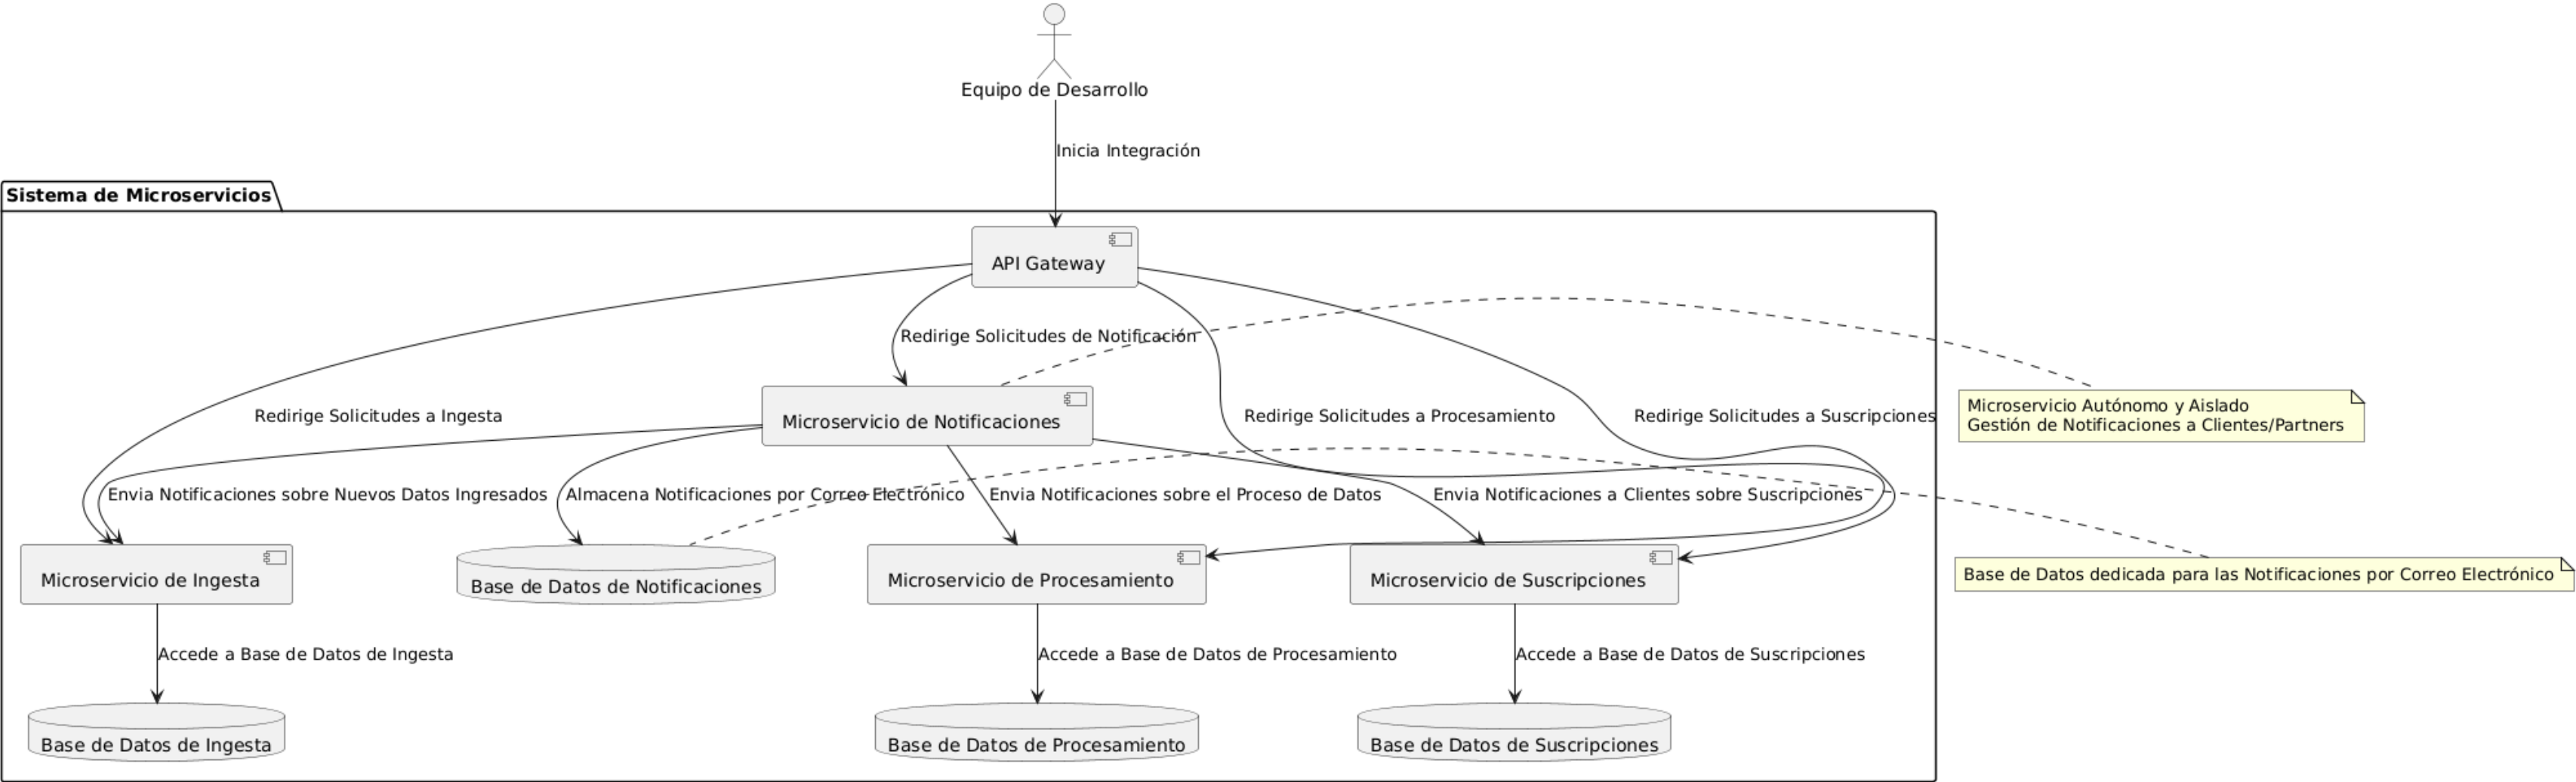 Equipo de Desarrollo
Inicia Integración
Sistema de Microservicios
API Gateway
Redirige Solicitudes de Notificación
Redirige Solicitudes a Ingesta
Microservicio de Notificaciones
Redirige Solicitudes a Procesamiento
Redirige Solicitudes a Suscripciones
Microservicio Autónomo y Aislado
Gestión de Notificaciones a Clientes/Partners
Envia Notificaciones sobre Nuevos Datos Ingresados
Almacena Notificaciones por Correo Electrónico
Envia Notificaciones sobre el Proceso de Datos
Envia Notificaciones a Clientes sobre Suscripciones
Microservicio de Ingesta
Base de Datos de Notificaciones
Microservicio de Procesamiento
Microservicio de Suscripciones
Base de Datos dedicada para las Notificaciones por Correo Electrónico
Accede a Base de Datos de Ingesta
Accede a Base de Datos de Procesamiento
Accede a Base de Datos de Suscripciones
Base de Datos de Ingesta
Base de Datos de Procesamiento
Base de Datos de Suscripciones